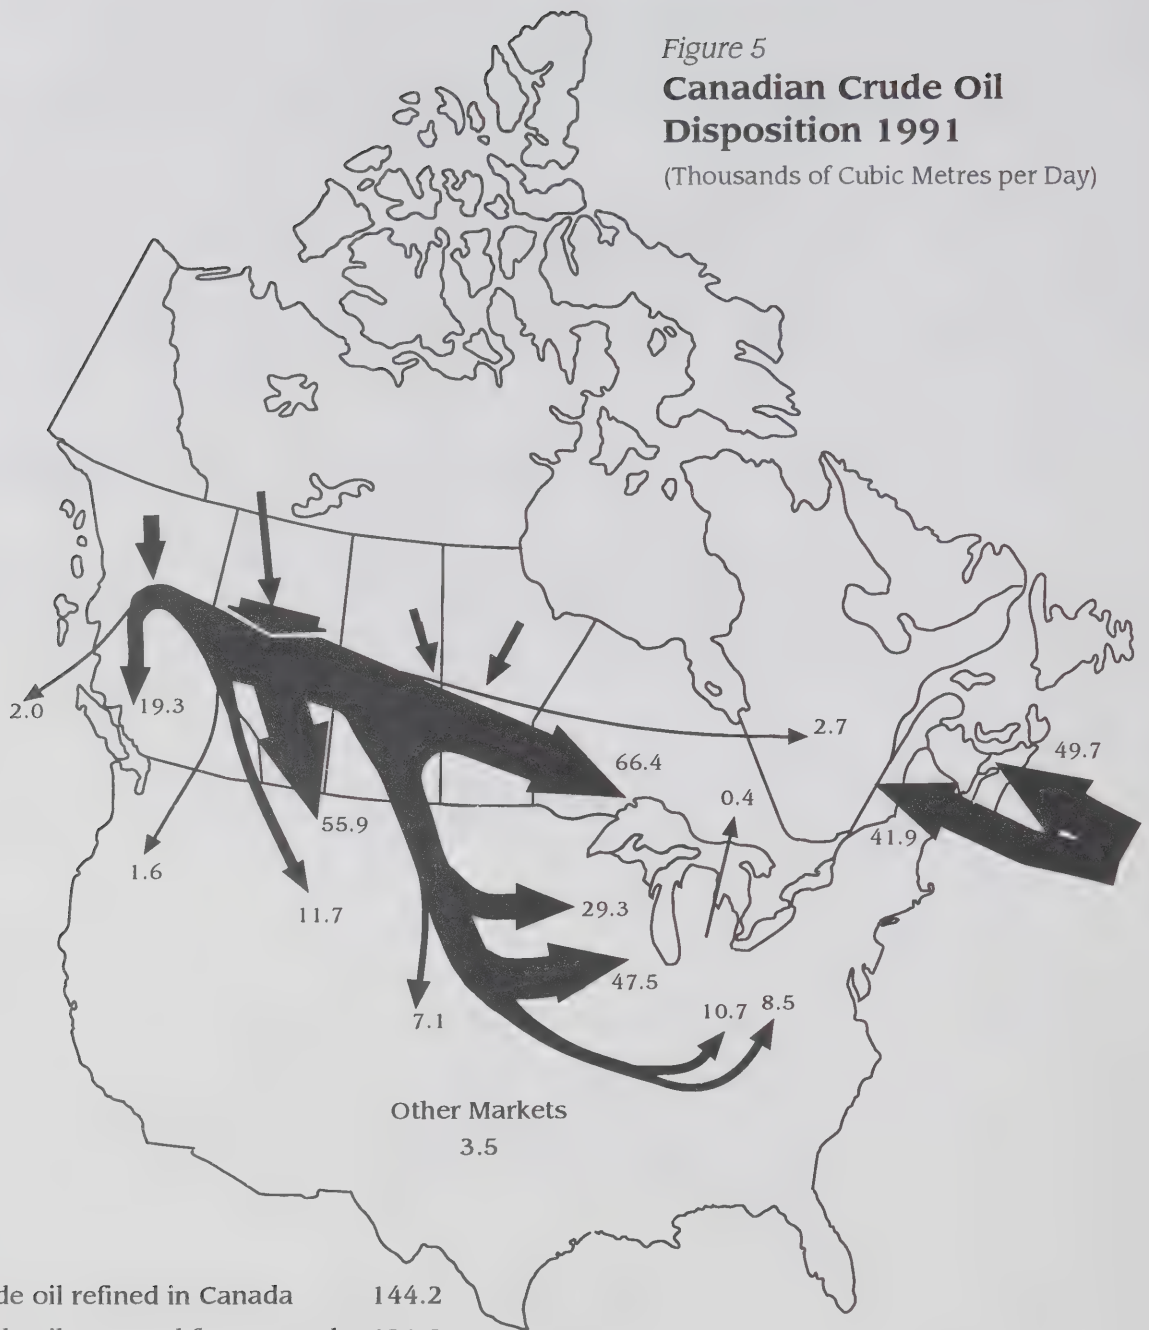 Figure 5
Canadian Crude Oil
Disposition 1991
(Thousands of Cubic Metres per Day)
2.0
19.3
2.7
66.4
49.7
0.4
55.9
41.9
1.6
11.7
29.3
47.5
7.1
10.7
8.5
Other Markets
3.5
oil refined in Canada 144.2